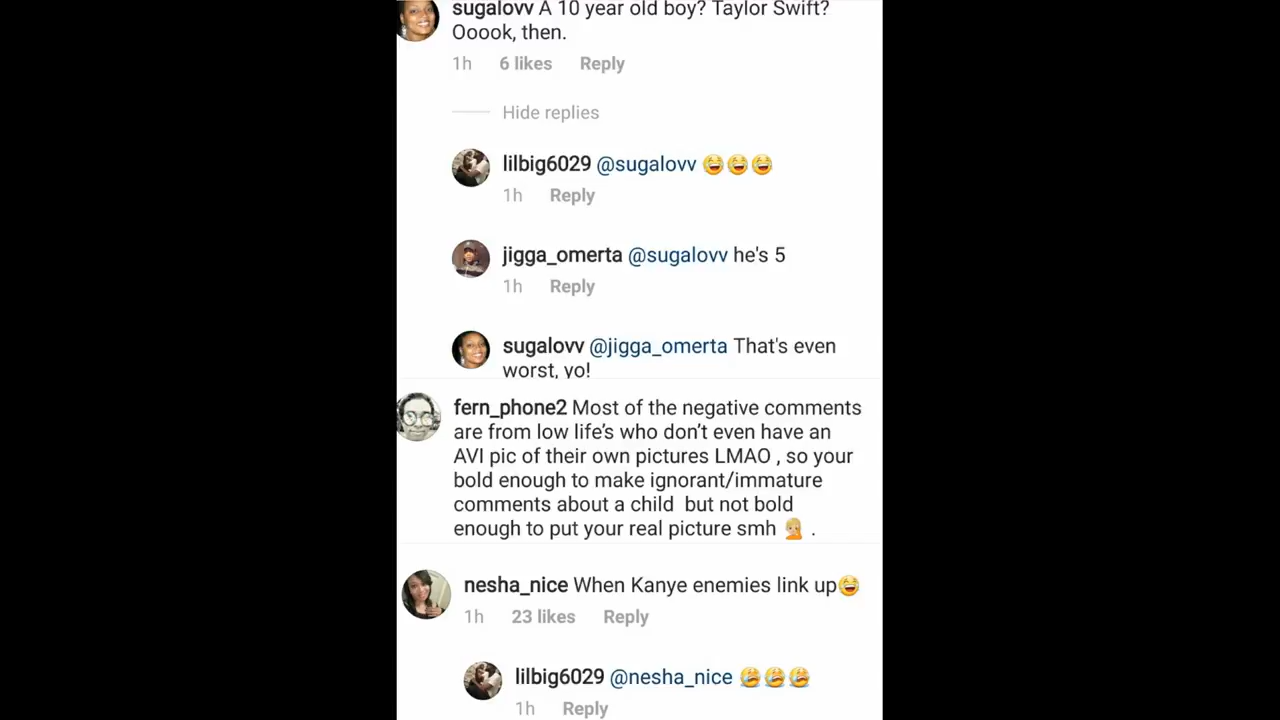 sugalovv A 10 year old boy? Taylor Swift?
Ooook, then.
1h 6 likes Reply
Hide replies
lilbig6029 @sugalovv 😂😂😂
1h Reply
jigga_omerta @sugalovv he's 5
1h Reply
sugalovv @jigga_omerta That's even
worst, yo!
fern_phone2 Most of the negative comments
are from low life’s who don’t even have an
AVI pic of their own pictures LMAO , so your
bold enough to make ignorant/immature
comments about a child but not bold
enough to put your real picture smh 🤦🏼 .
nesha_nice When Kanye enemies link up😂
1h 23 likes Reply
lilbig6029 @nesha_nice 😭😭😭
1h Reply